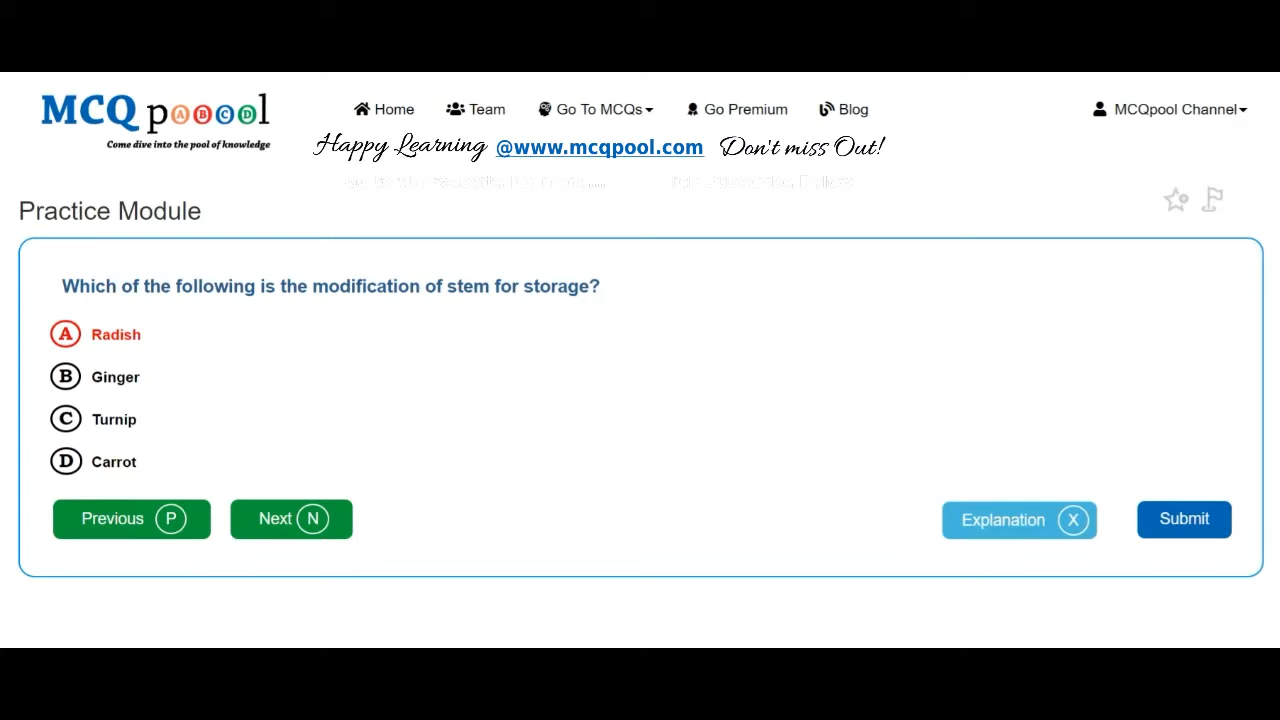 MCQ pooool
Come dive into the pool of knowledge
Home Team Go To MCQs Go Premium Blog MCQpool Channel
Happy Learning @www.mcqpool.com Don't miss Out!
Practice Module
Which of the following is the modification of stem for storage?
A Radish
B Ginger
C Turnip
D Carrot
Previous P Next N Explanation X Submit